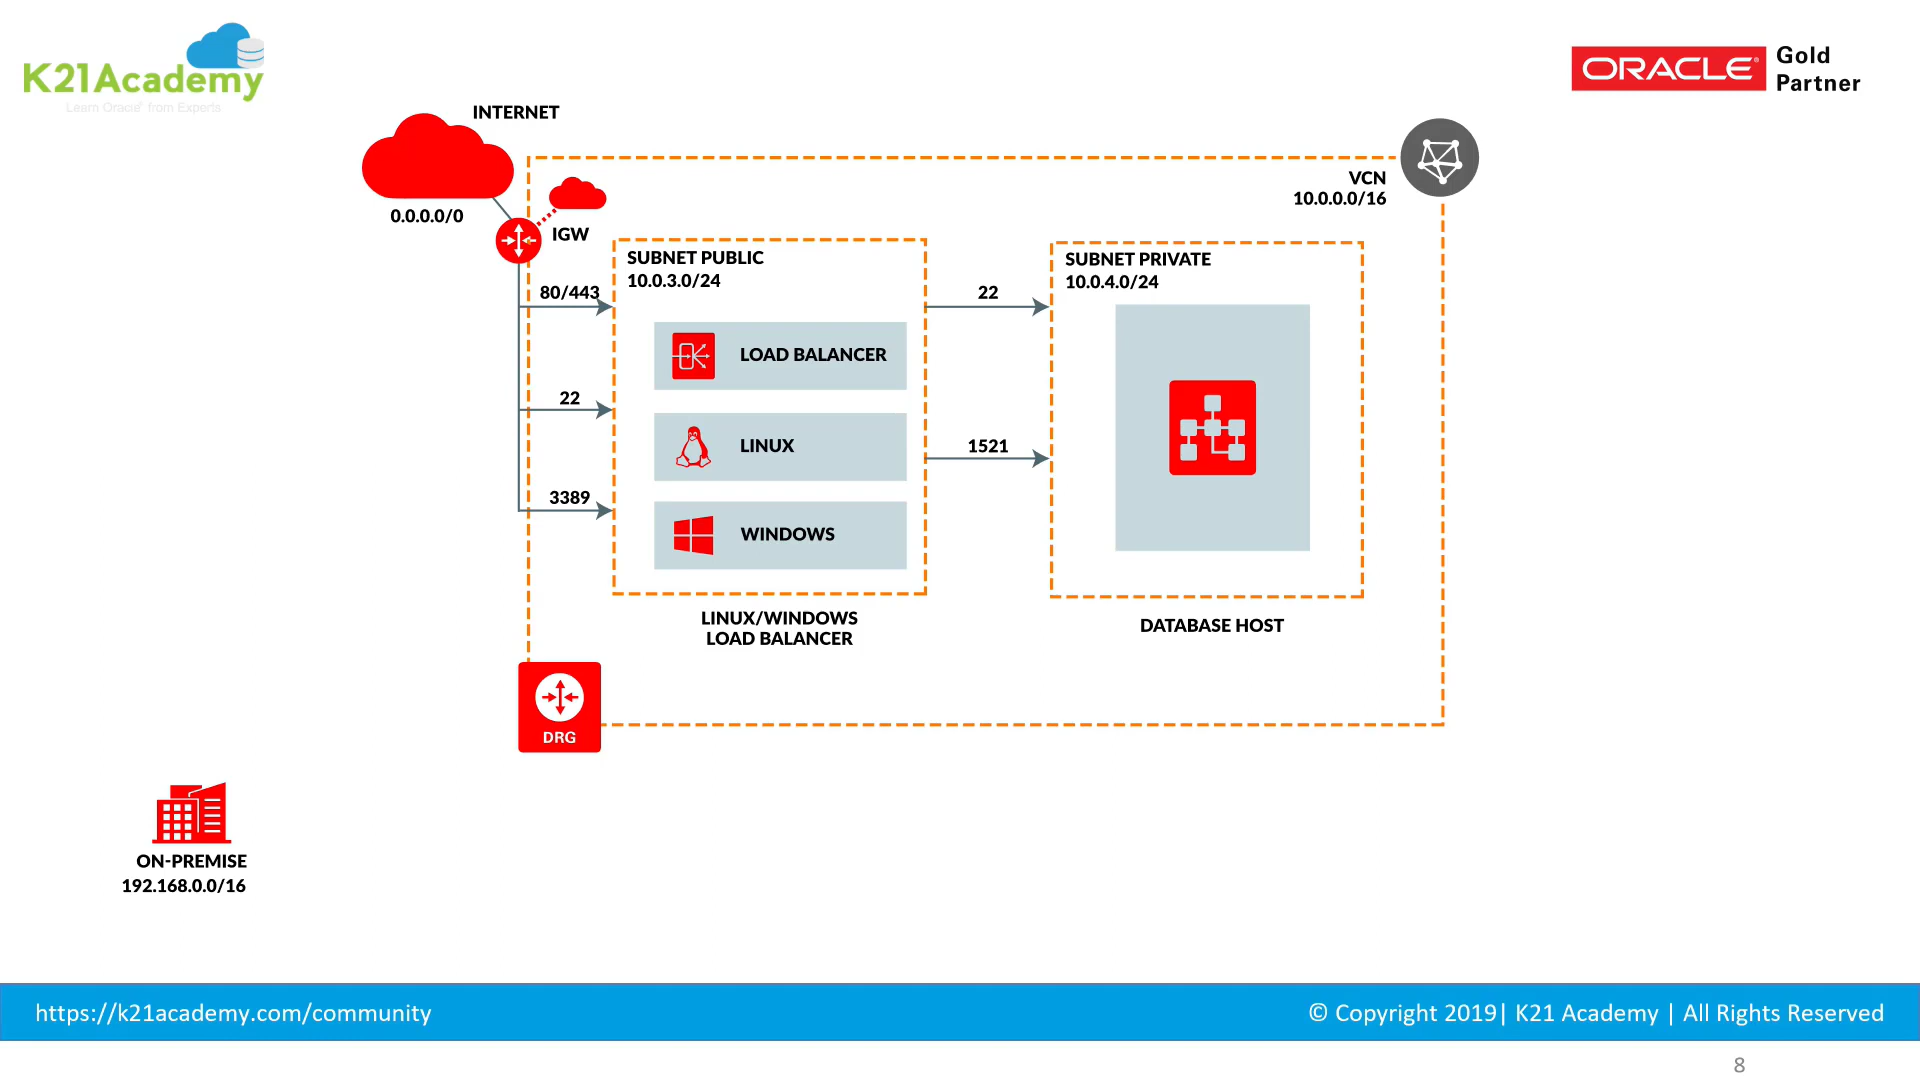 K21Academy
Learn Oracle from Experts
ORACLE®
Gold
Partner
INTERNET
0.0.0.0/0
IGW
VCN
10.0.0.0/16
SUBNET PUBLIC
10.0.3.0/24
SUBNET PRIVATE
10.0.4.0/24
80/443
22
LOAD BALANCER
22
LINUX
1521
3389
WINDOWS
LINUX/WINDOWS
LOAD BALANCER
DATABASE HOST
DRG
ON-PREMISE
192.168.0.0/16
https://k21academy.com/community
© Copyright 2019| K21 Academy | All Rights Reserved
8